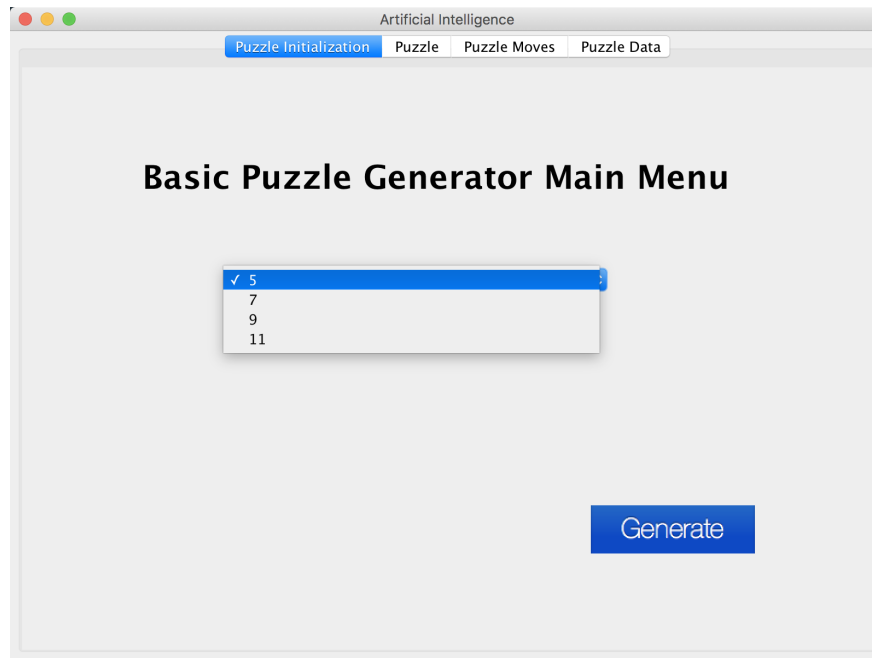 Artificial Intelligence
Puzzle Initialization Puzzle Puzzle Moves Puzzle Data
Basic Puzzle Generator Main Menu
✓ 5
7
9
11
Generate